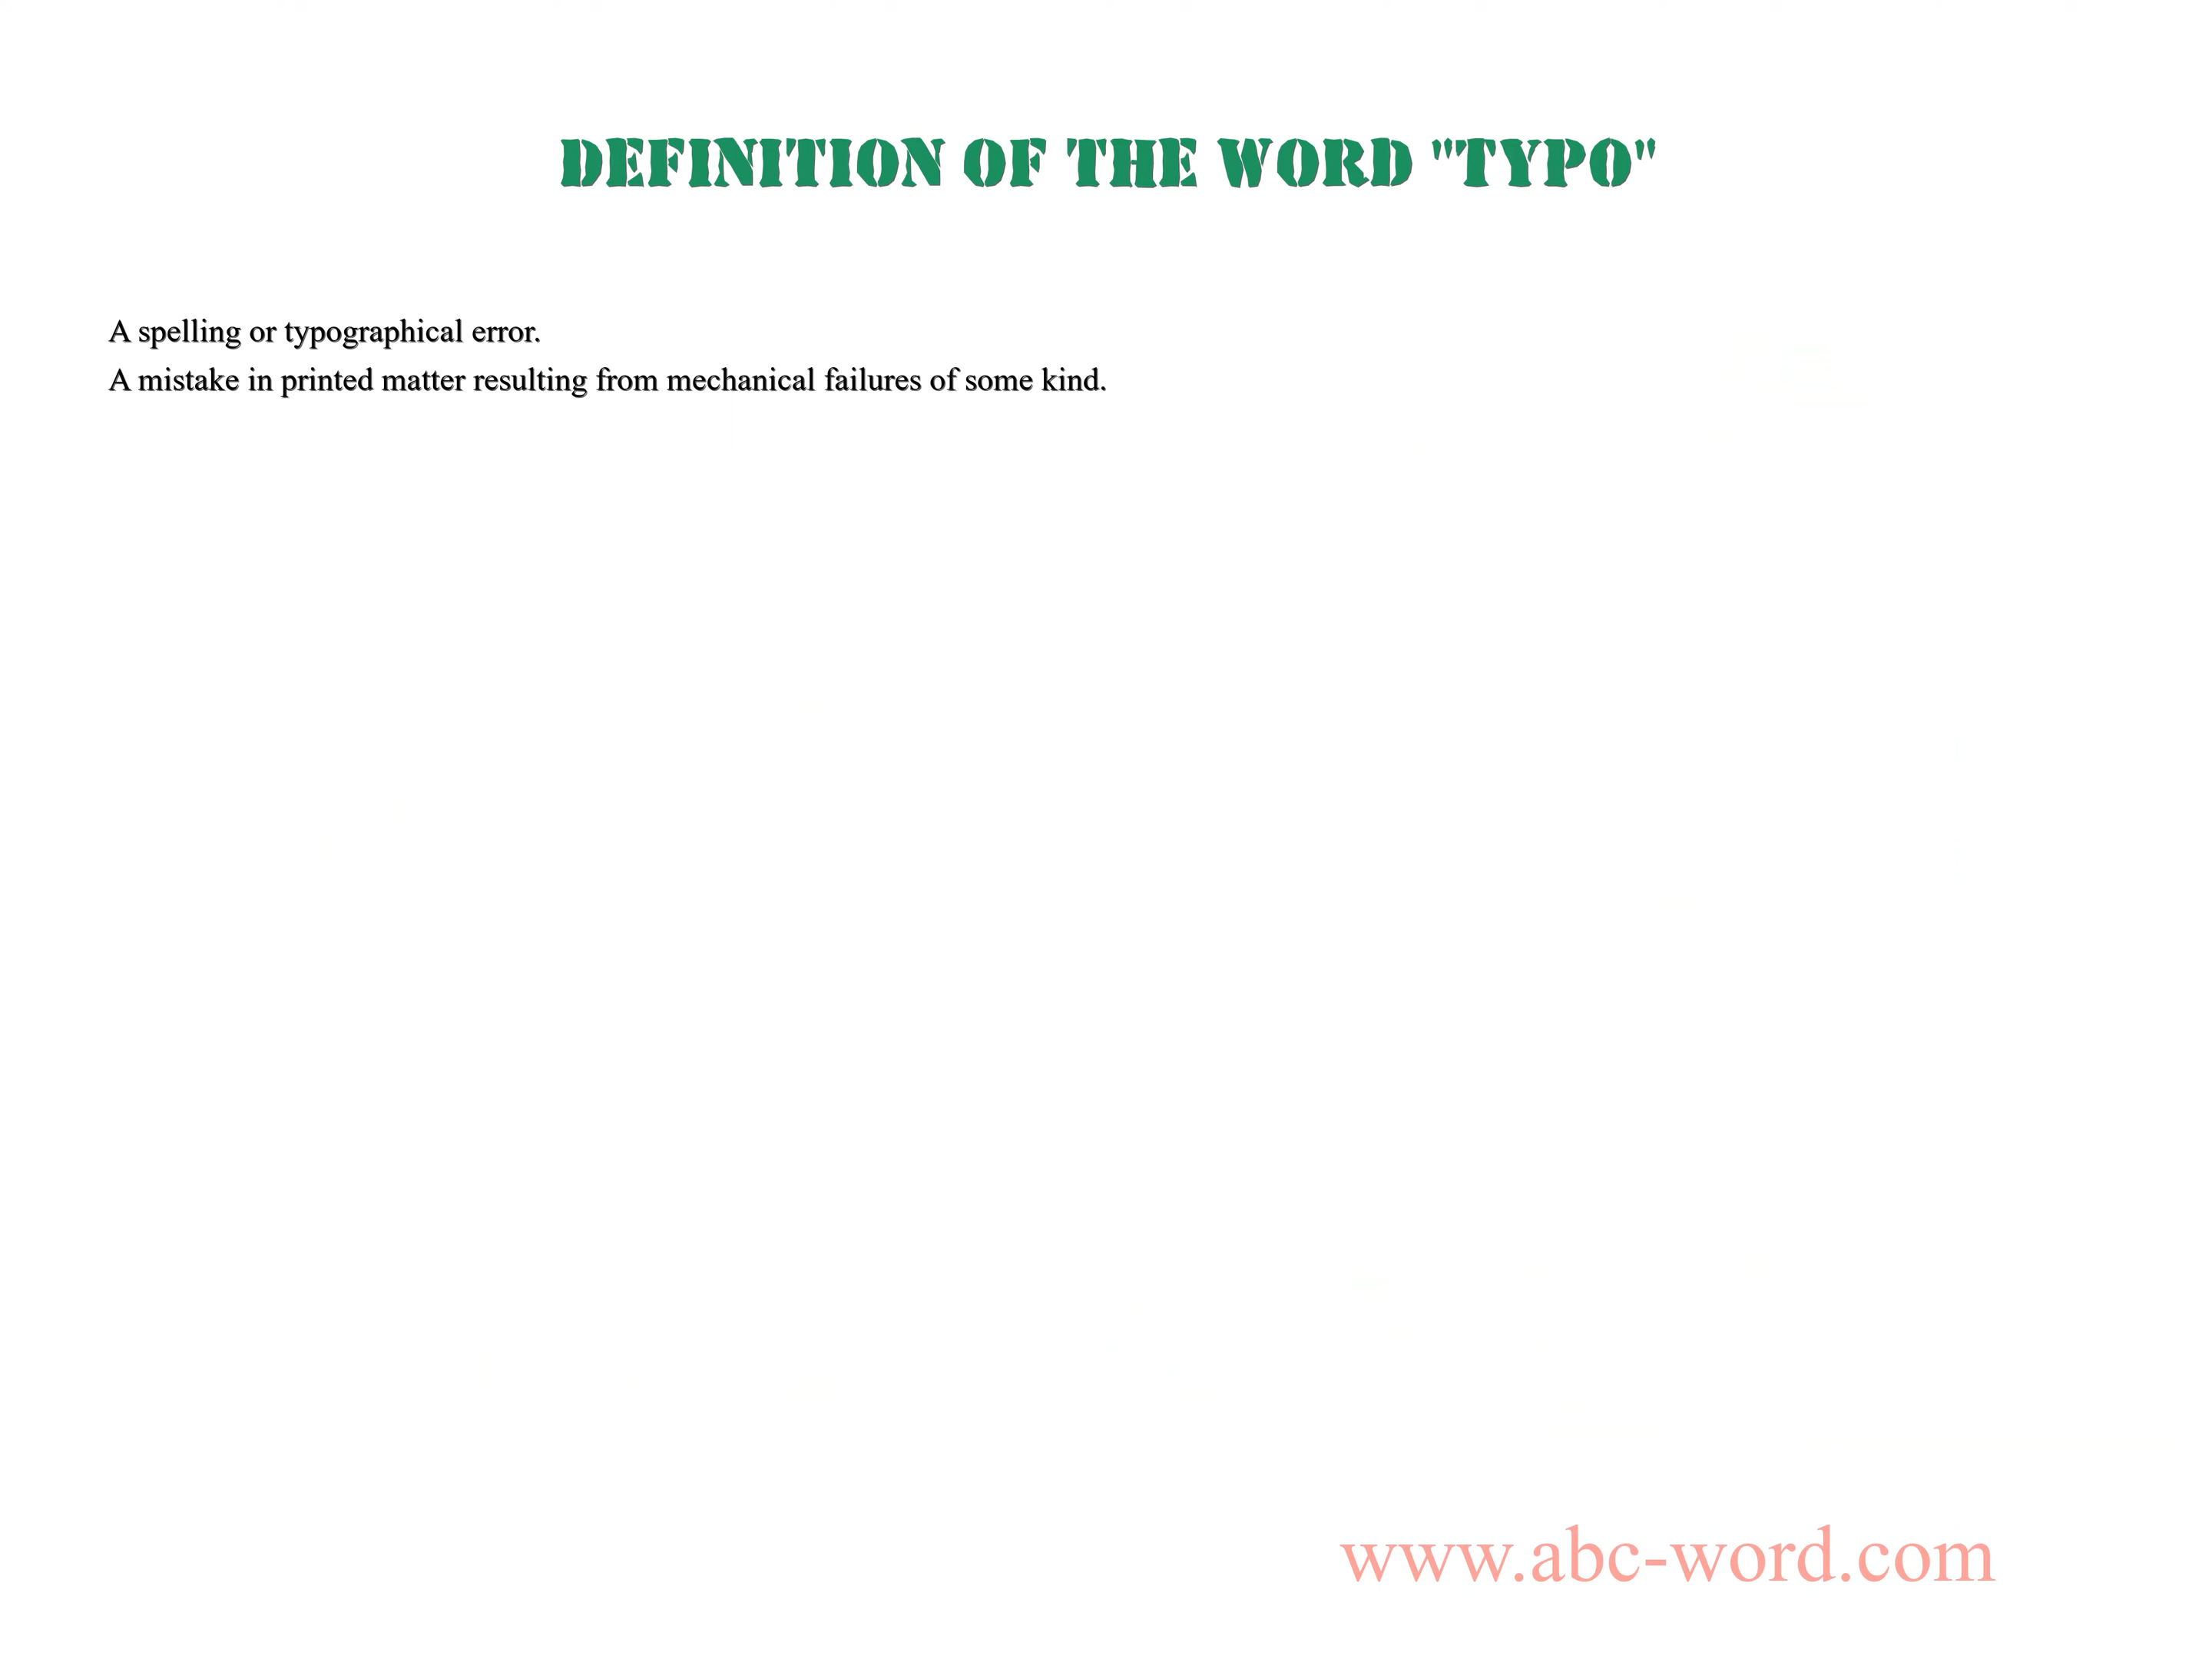 DEFINITION OF THE WORD "TYPO"
A spelling or typographical error.
A mistake in printed matter resulting from mechanical failures of some kind.
www.abc-word.com